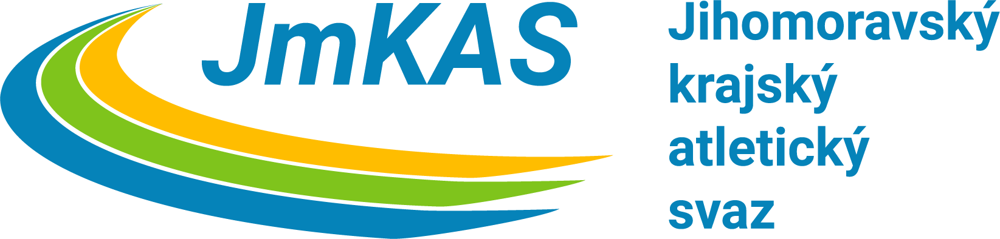 JmKAS
Jihomoravský
krajský
atletický
svaz